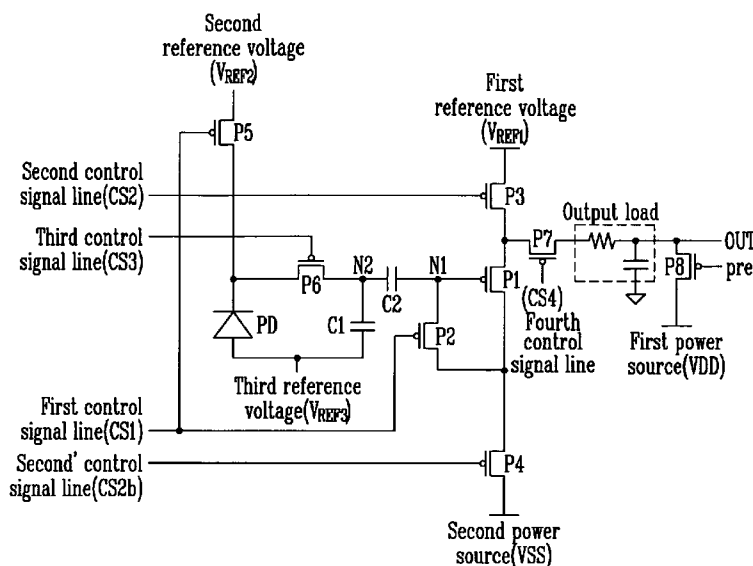 Second
reference voltage
(VREF2)
First
reference voltage
(VREF1)
P5
Second control
signal line(CS2)
P3
Third control
signal line(CS3)
Output load
P7
OUT
P6
N2
N1
C2
P1
P8
pre
(CS4)
Fourth
control
signal line
PD
C1
P2
First power
source(VDD)
Third reference
voltage(VREF3)
First control
signal line(CS1)
Second' control
signal line(CS2b)
P4
Second power
source(VSS)